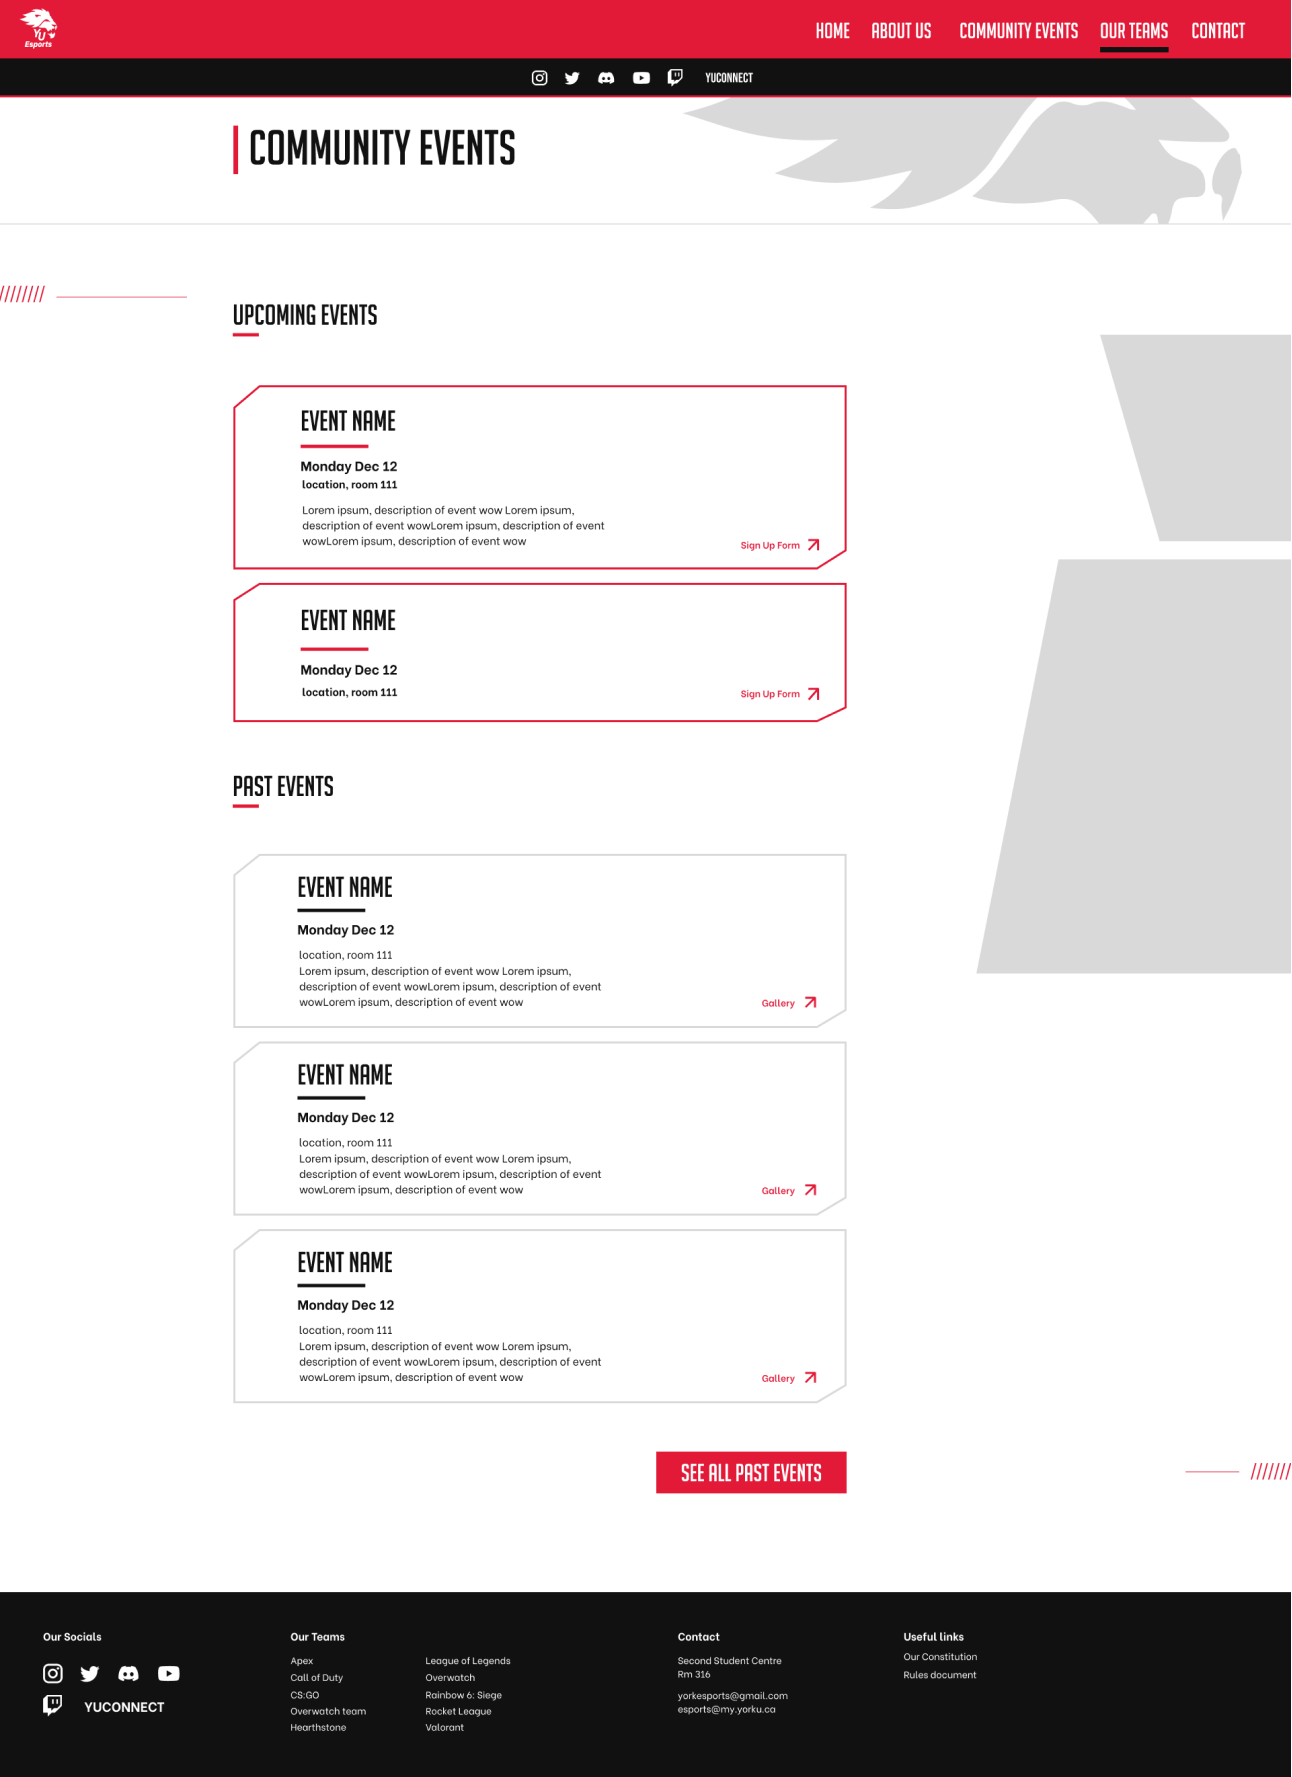 YU
Esports
HOME
ABOUT US
COMMUNITY EVENTS
OUR TEAMS
CONTACT
YUCONNECT
COMMUNITY EVENTS
UPCOMING EVENTS
EVENT NAME
Monday Dec 12
location, room 111
Lorem ipsum, description of event wow Lorem ipsum,
description of event wowLorem ipsum, description of event
wowLorem ipsum, description of event wow
Sign Up Form
EVENT NAME
Monday Dec 12
location, room 111
Sign Up Form
PAST EVENTS
EVENT NAME
Monday Dec 12
location, room 111
Lorem ipsum, description of event wow Lorem ipsum,
description of event wowLorem ipsum, description of event
wowLorem ipsum, description of event wow
Gallery
EVENT NAME
Monday Dec 12
location, room 111
Lorem ipsum, description of event wow Lorem ipsum,
description of event wowLorem ipsum, description of event
wowLorem ipsum, description of event wow
Gallery
EVENT NAME
Monday Dec 12
location, room 111
Lorem ipsum, description of event wow Lorem ipsum,
description of event wowLorem ipsum, description of event
wowLorem ipsum, description of event wow
Gallery
SEE ALL PAST EVENTS
Our Socials
YUCONNECT
Our Teams
Apex
Call of Duty
CS:GO
Overwatch team
Hearthstone
League of Legends
Overwatch
Rainbow 6: Siege
Rocket League
Valorant
Contact
Second Student Centre
Rm 316
yorkesports@gmail.com
esports@my.yorku.ca
Useful links
Our Constitution
Rules document